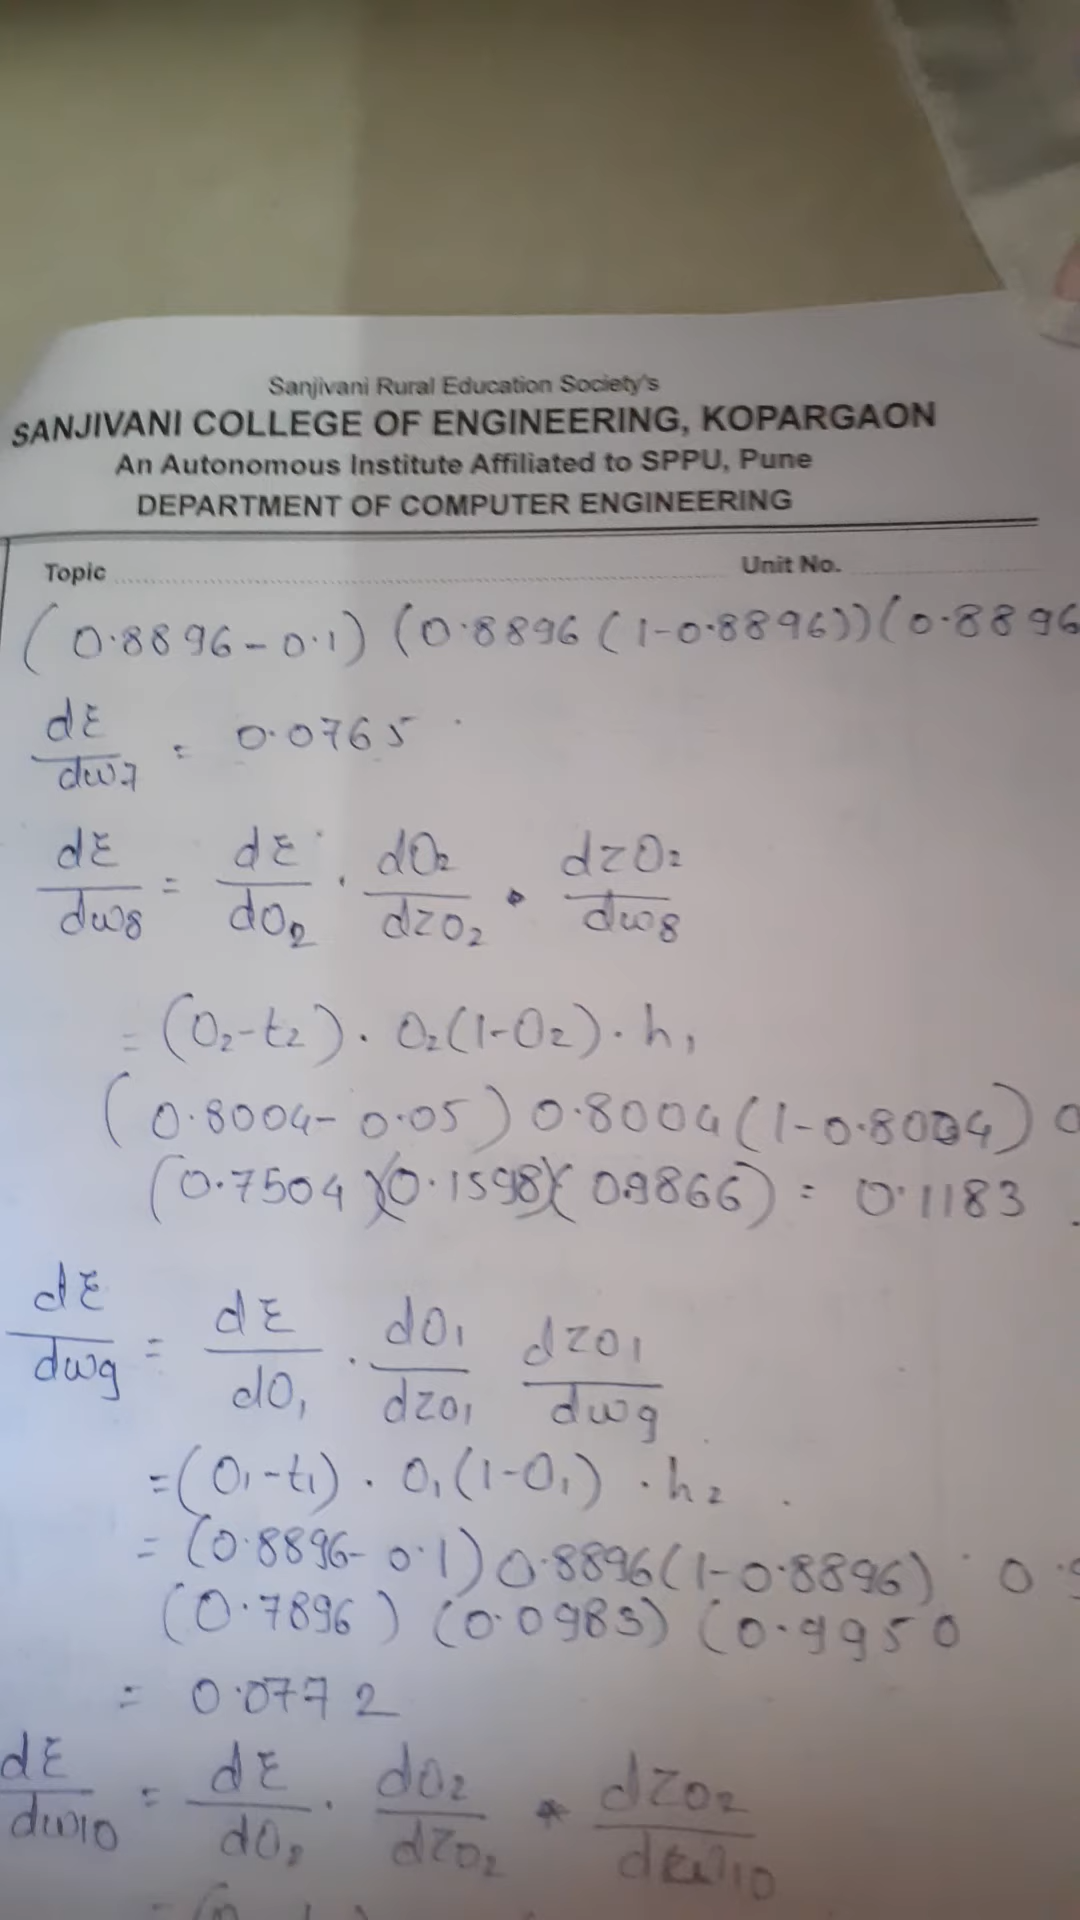 Sanjivani Rural Education Society's
SANJIVANI COLLEGE OF ENGINEERING, KOPARGAON
An Autonomous Institute Affiliated to SPPU, Pune
DEPARTMENT OF COMPUTER ENGINEERING
Topic Unit No.
(0.8896-0.1) (0.8896(1-0.8896))(0.8896
dE/dw7 = 0.0765
dE/dw8 = dE/dO2 . dO2/dzO2 . dzO2/dw8
= (O2-t2). O2(1-O2). h1
(0.8004-0.05) 0.8004(1-0.8004) 0
(0.7504)(0.1598)(0.9866) = 0.1183
dE/dw9 = dE/dO1 . dO1/dzO1 dzO1/dw9
=(O1-t1). O1(1-O1) . h2
= (0.8896-0.1) 0.8896(1-0.8896) 0.9
(0.7896) (0.0983) (0.9950
= 0.0772
dE/dw10 = dE/dO2 . dO2/dzO2 * dzO2/dw10